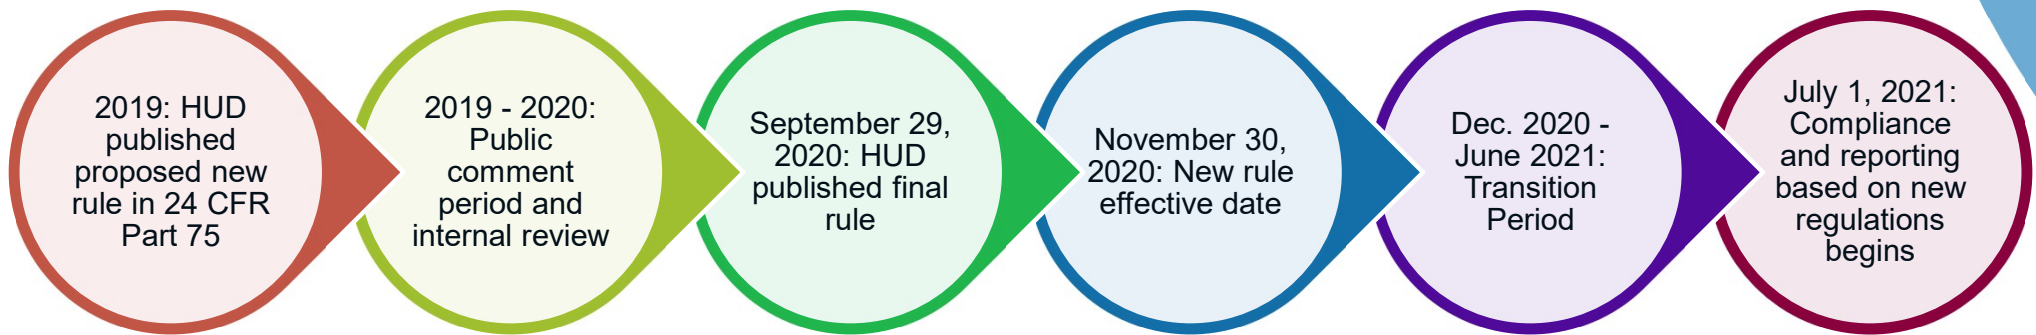 2019: HUD
published
proposed new
rule in 24 CFR
Part 75
2019 - 2020:
Public
comment
period and
internal review
September 29,
2020: HUD
published final
rule
November 30,
2020: New rule
effective date
Dec. 2020 -
June 2021:
Transition
Period
July 1, 2021:
Compliance
and reporting
based on new
regulations
begins